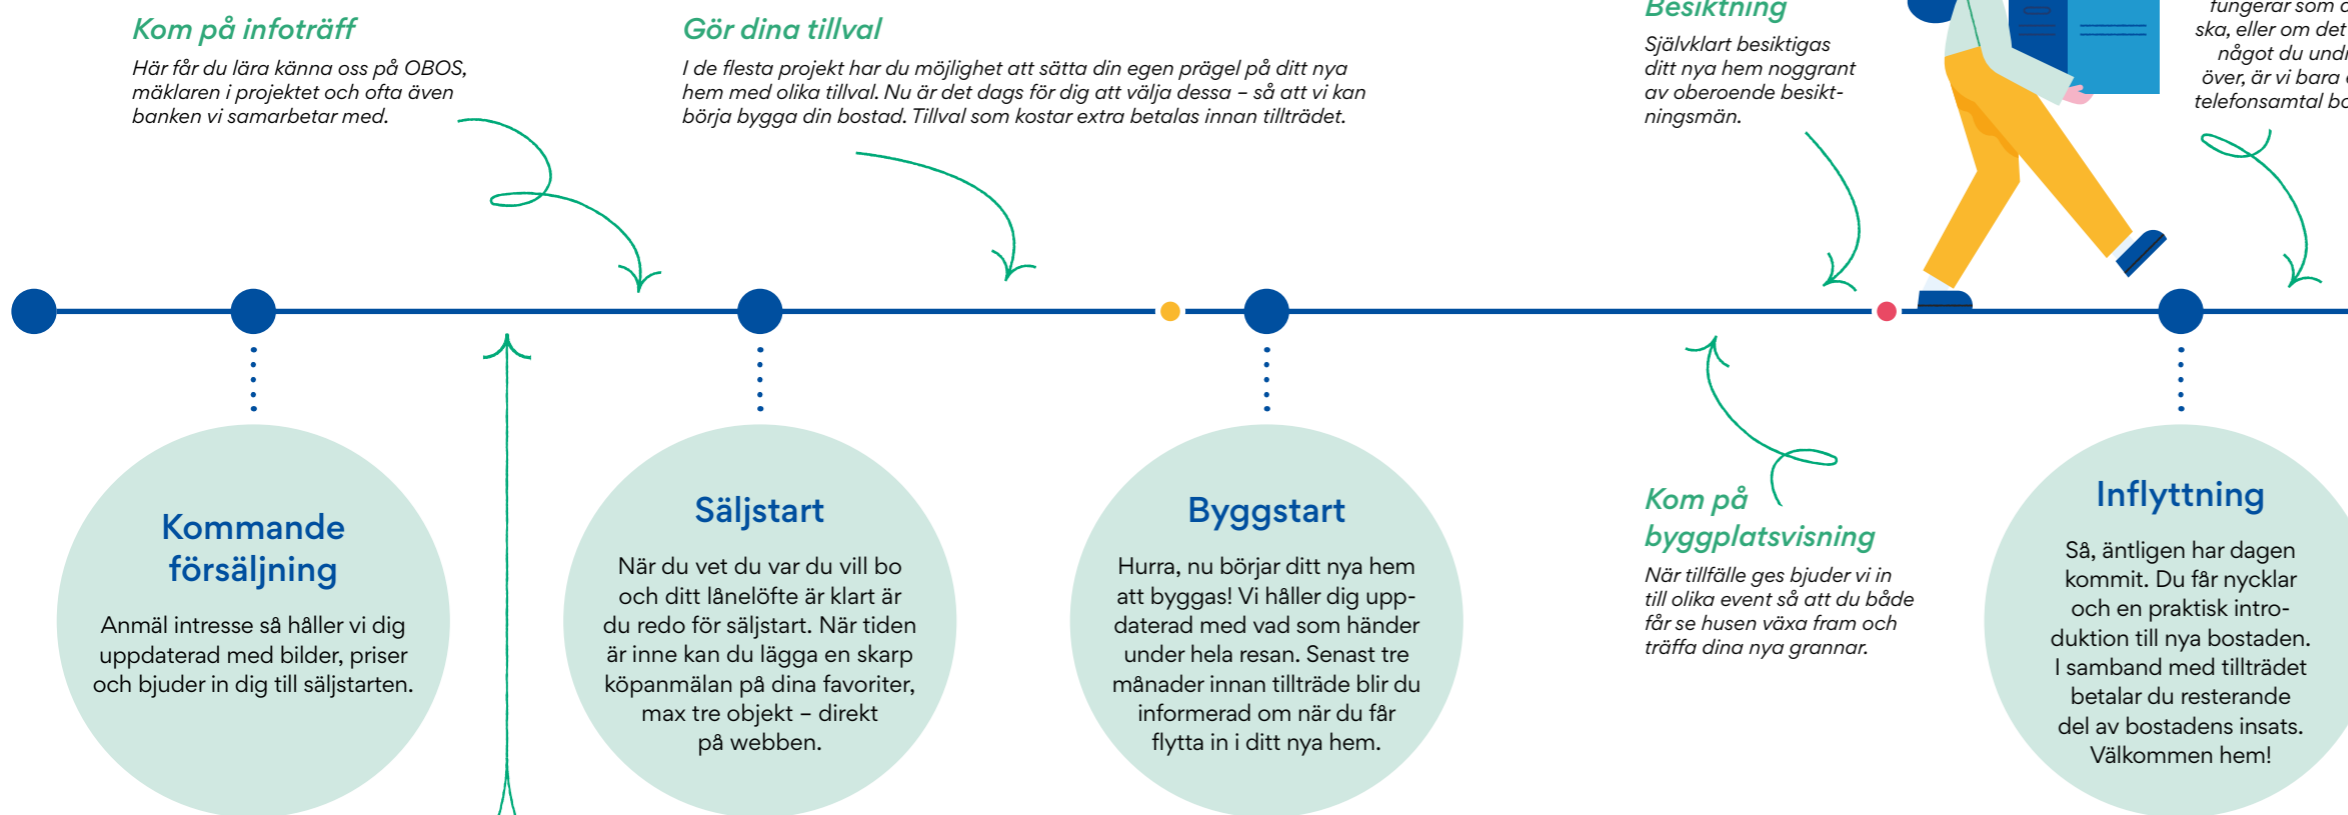 Kom på infoträff
Här får du lära känna oss på OBOS,
mäklaren i projektet och ofta även
banken vi samarbetar med.
Gör dina tillval
I de flesta projekt har du möjlighet att sätta din egen prägel på ditt nya
hem med olika tillval. Nu är det dags för dig att välja dessa – så att vi kan
börja bygga din bostad. Tillval som kostar extra betalas innan tillträdet.
Besiktning
Självklart besiktigas
ditt nya hem noggrant
av oberoende besikt-
ningsmän.
fungerar som
ska, eller om det
något du
över, är vi bara
telefonsamtal
Kommande
försäljning
Anmäl intresse så håller vi dig
uppdaterad med bilder, priser
och bjuder in dig till säljstarten.
Säljstart
När du vet du var du vill bo
och ditt lånelöfte är klart är
du redo för säljstart. När tiden
är inne kan du lägga en skarp
köpanmälan på dina favoriter,
max tre objekt – direkt
på webben.
Byggstart
Hurra, nu börjar ditt nya hem
att byggas! Vi håller dig upp-
daterad med vad som händer
under hela resan. Senast tre
månader innan tillträde blir du
informerad om när du får
flytta in i ditt nya hem.
Kom på
byggplatsvisning
När tillfälle ges bjuder vi in
till olika event så att du både
får se husen växa fram och
träffa dina nya grannar.
Inflyttning
Så, äntligen har dagen
kommit. Du får nycklar
och en praktisk intro-
duktion till nya bostaden.
I samband med tillträdet
betalar du resterande
del av bostadens insats.
Välkommen hem!